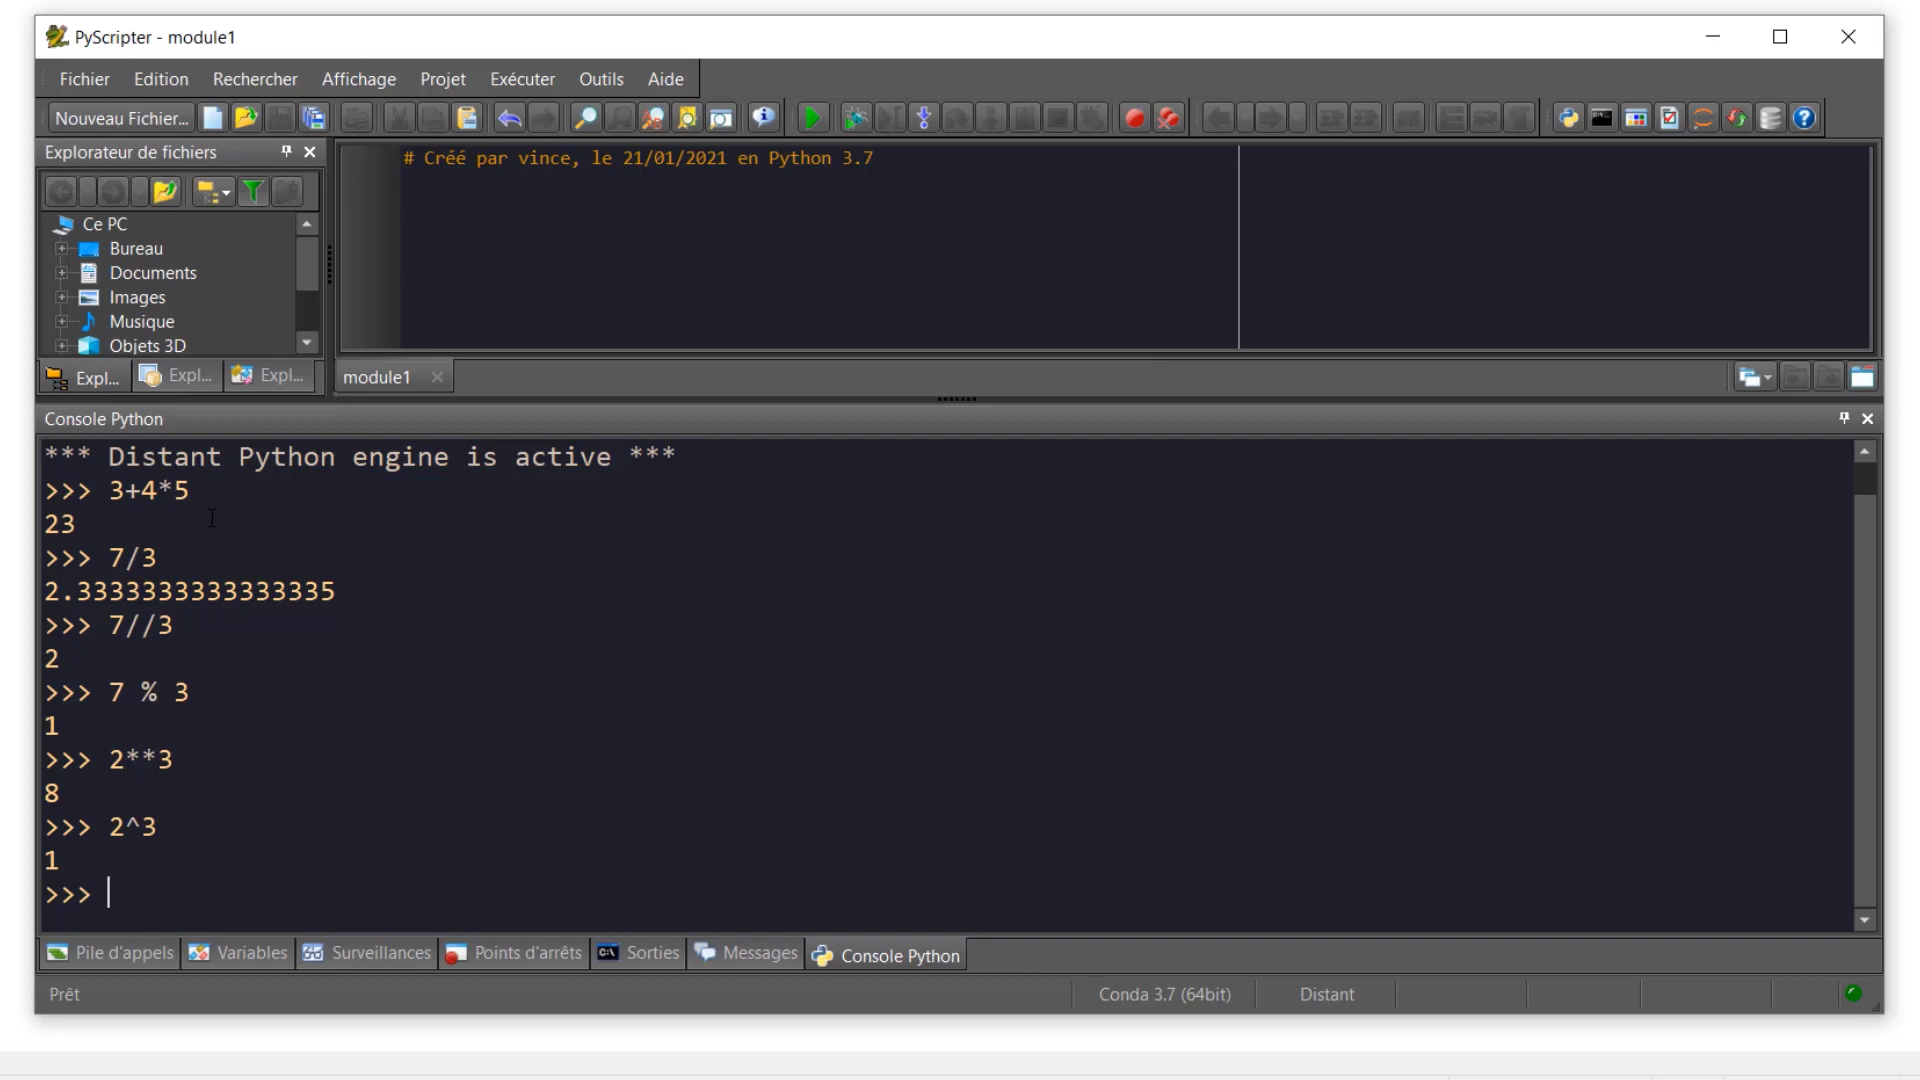 PyScripter - module1
Fichier Edition Rechercher Affichage Projet Exécuter Outils Aide
Nouveau Fichier...
Explorateur de fichiers
# Créé par vince, le 21/01/2021 en Python 3.7
Ce PC
Bureau
Documents
Images
Musique
Objets 3D
Expl... Expl... Expl...
module1
Console Python
*** Distant Python engine is active ***
>>> 3+4*5
23
>>> 7/3
2.3333333333333335
>>> 7//3
2
>>> 7 % 3
1
>>> 2**3
8
>>> 2^3
1
>>>
Pile d'appels Variables Surveillances Points d'arrêts Sorties Messages Console Python
Prêt Conda 3.7 (64bit) Distant